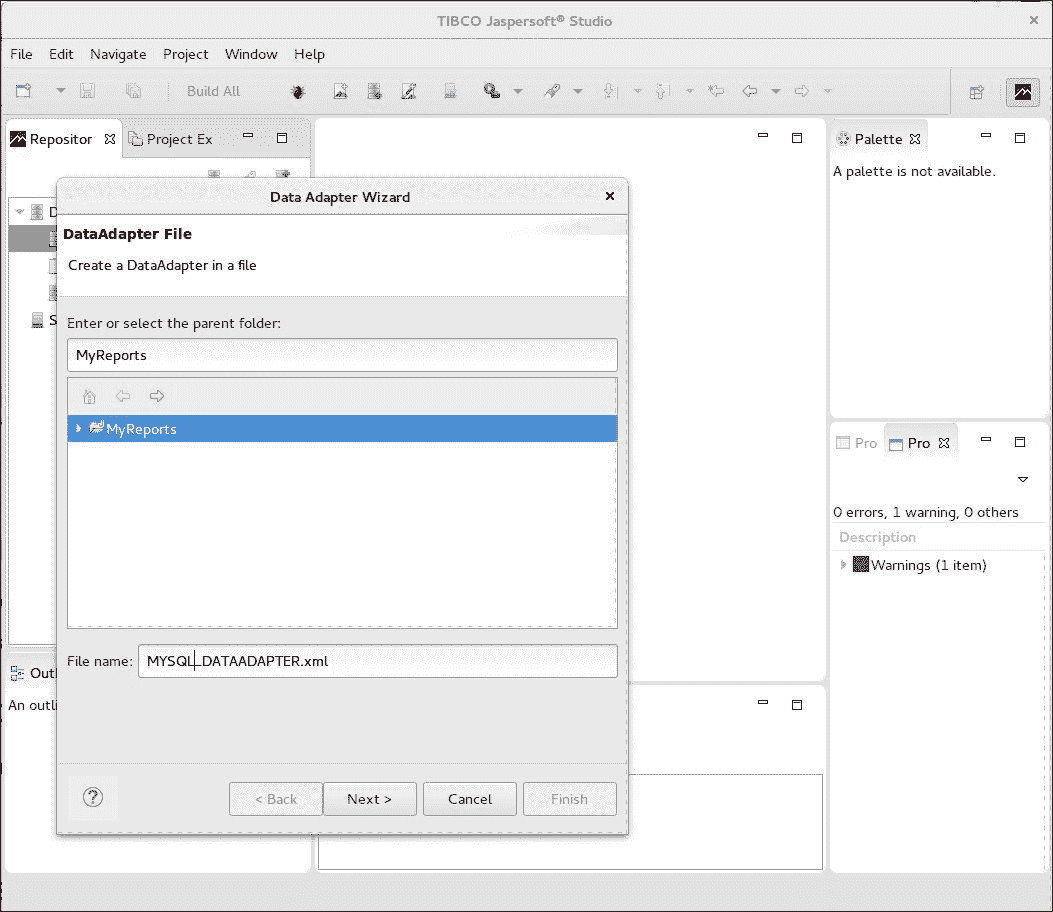 TIBCO Jaspersoft® Studio
File Edit Navigate Project Window Help
Build All
Repositor Project Ex
Palette
A palette is not available.
Data Adapter Wizard
DataAdapter File
Create a DataAdapter in a file
Enter or select the parent folder:
MyReports
MyReports
File name: MYSQL_DATAADAPTER.xml
< Back Next > Cancel Finish
Pro Pro
0 errors, 1 warning, 0 others
Description
Warnings (1 item)
Outl
An outli